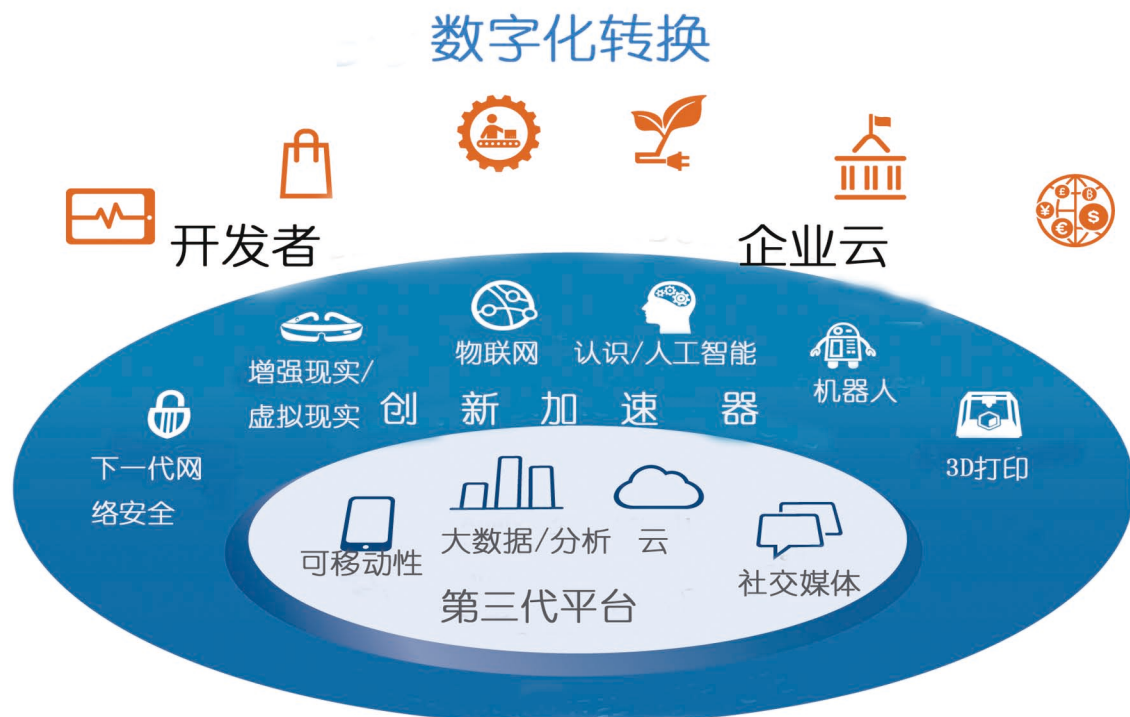 数字化转换
开发者
企业云
物联网
认识/人工智能
增强现实/
虚拟现实
机器人
创新加速器
下一代网
络安全
3D打印
大数据/分析
云
可移动性
社交媒体
第三代平台